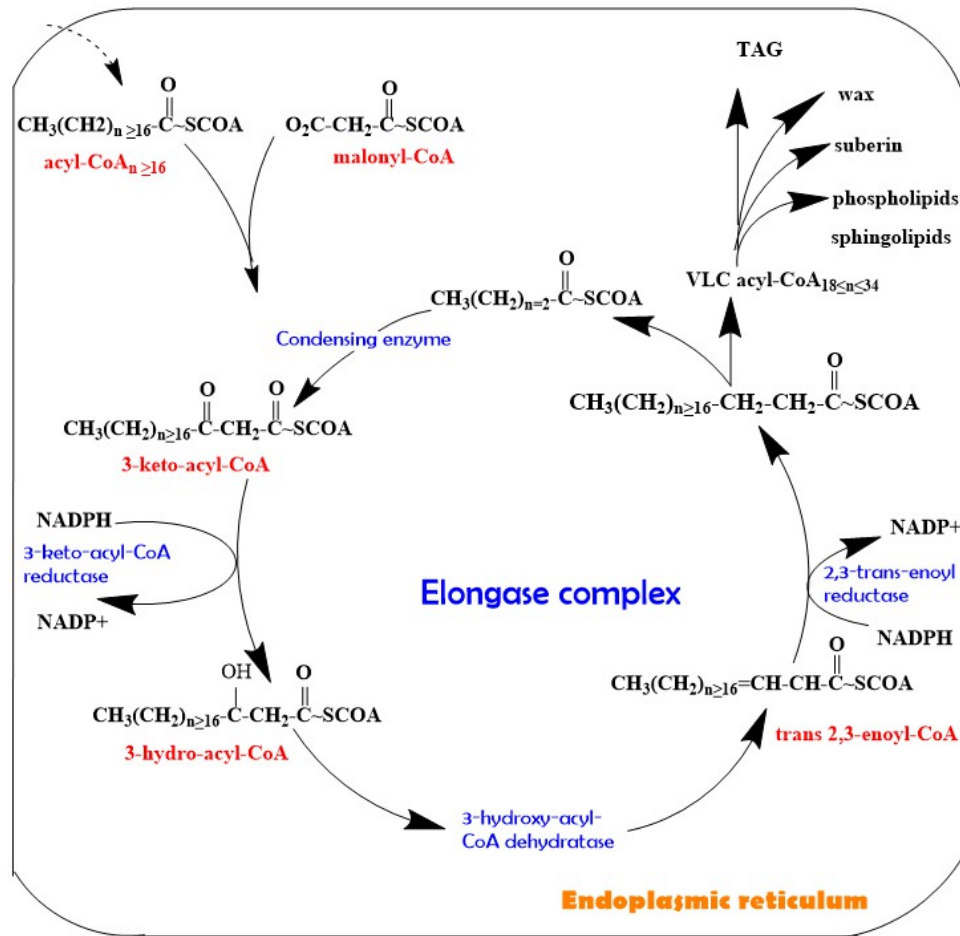 TAG
O
CH3(CH2)n ≥16-C~SCOA
acyl-CoAn ≥16
O
O2C-CH2-C~SCOA
malonyl-CoA
wax
suberin
phospholipids
sphingolipids
VLC acyl-CoA18≤n≤34
O
CH3(CH2)n=2-C~SCOA
Condensing enzyme
O
CH3(CH2)n≥16-CH2-CH2-C~SCOA
O O
CH3(CH2)n≥16-C-CH2-C~SCOA
3-keto-acyl-CoA
NADPH
3-keto-acyl-CoA
reductase
NADP+
Elongase complex
NADP+
2,3-trans-enoyl
reductase
NADPH
OH O
CH3(CH2)n≥16-C-CH2-C~SCOA
3-hydro-acyl-CoA
O
CH3(CH2)n≥16=CH-CH-C~SCOA
trans 2,3-enoyl-CoA
3-hydroxy-acyl-
CoA dehydratase
Endoplasmic reticulum